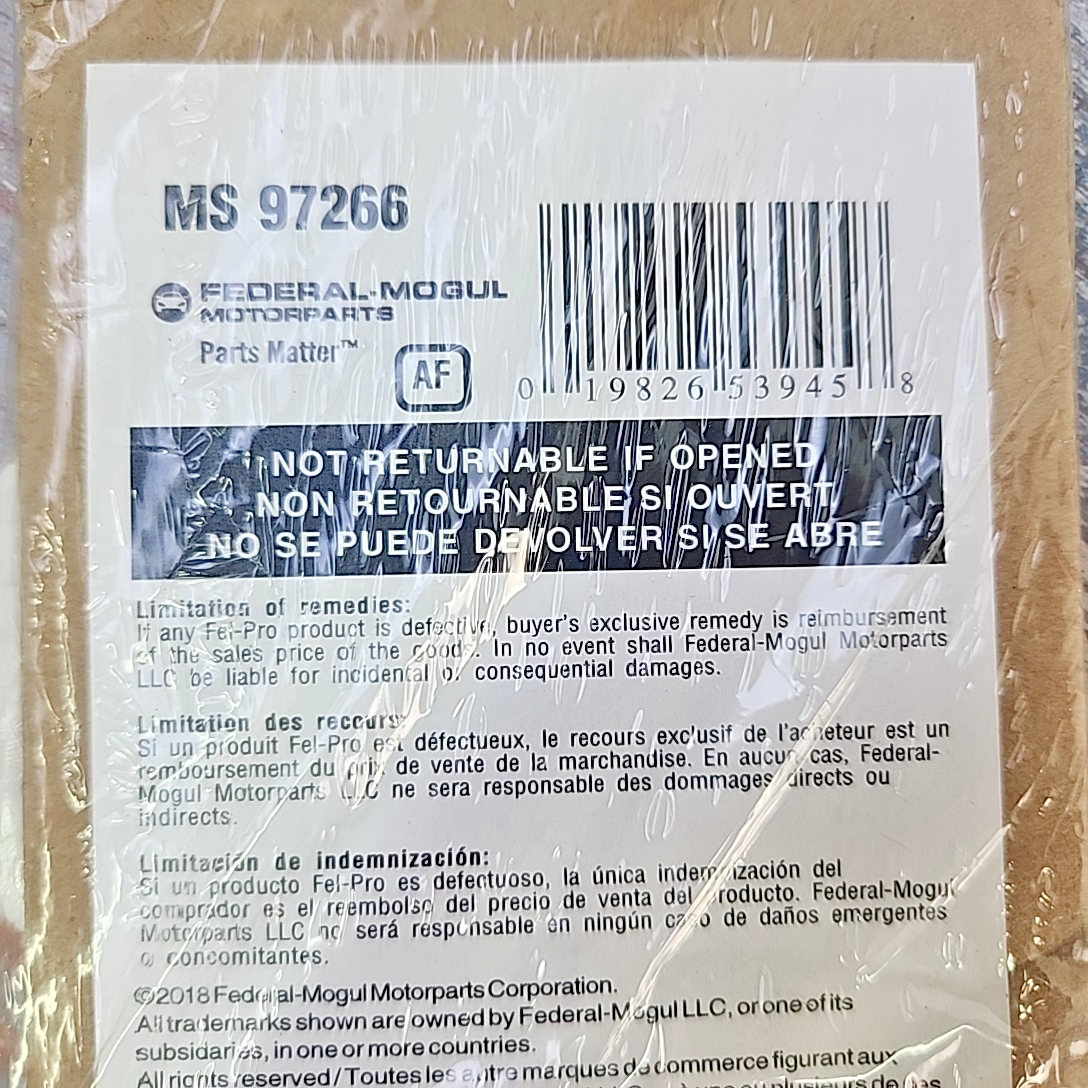 MS 97266
FEDERAL-MOGUL
MOTORPARTS
Parts Matter™
AF
0 19826 53945 8
NOT RETURNABLE IF OPENED
NON RETOURNABLE SI OUVERT
NO SE PUEDE DEVOLVER SI SE ABRE
Limitation of remedies:
If any Fel-Pro product is defective, buyer's exclusive remedy is reimbursement
of the sales price of the goods. In no event shall Federal-Mogul Motorparts
LLC be liable for incidental or consequential damages.
Limitation des recours:
Si un produit Fel-Pro est défectueux, le recours exclusif de l'acheteur est un
remboursement du prix de vente de la marchandise. En aucun cas, Federal-
Mogul Motorparts LLC ne sera responsable des dommages directs ou
indirects.
Limitación de indemnización:
Si un producto Fel-Pro es defectuoso, la única indemnización del
comprador es el reembolso del precio de venta del producto. Federal-Mogul
Motorparts LLC no será responsable en ningún caso de daños emergentes
o concomitantes.
©2018 Federal-Mogul Motorparts Corporation.
All trademarks shown are owned by Federal-Mogul LLC, or one of its
subsidiaries, in one or more countries.
All rights reserved/Toutes les autre marques de commerce figurant aux
plusieurs de ses